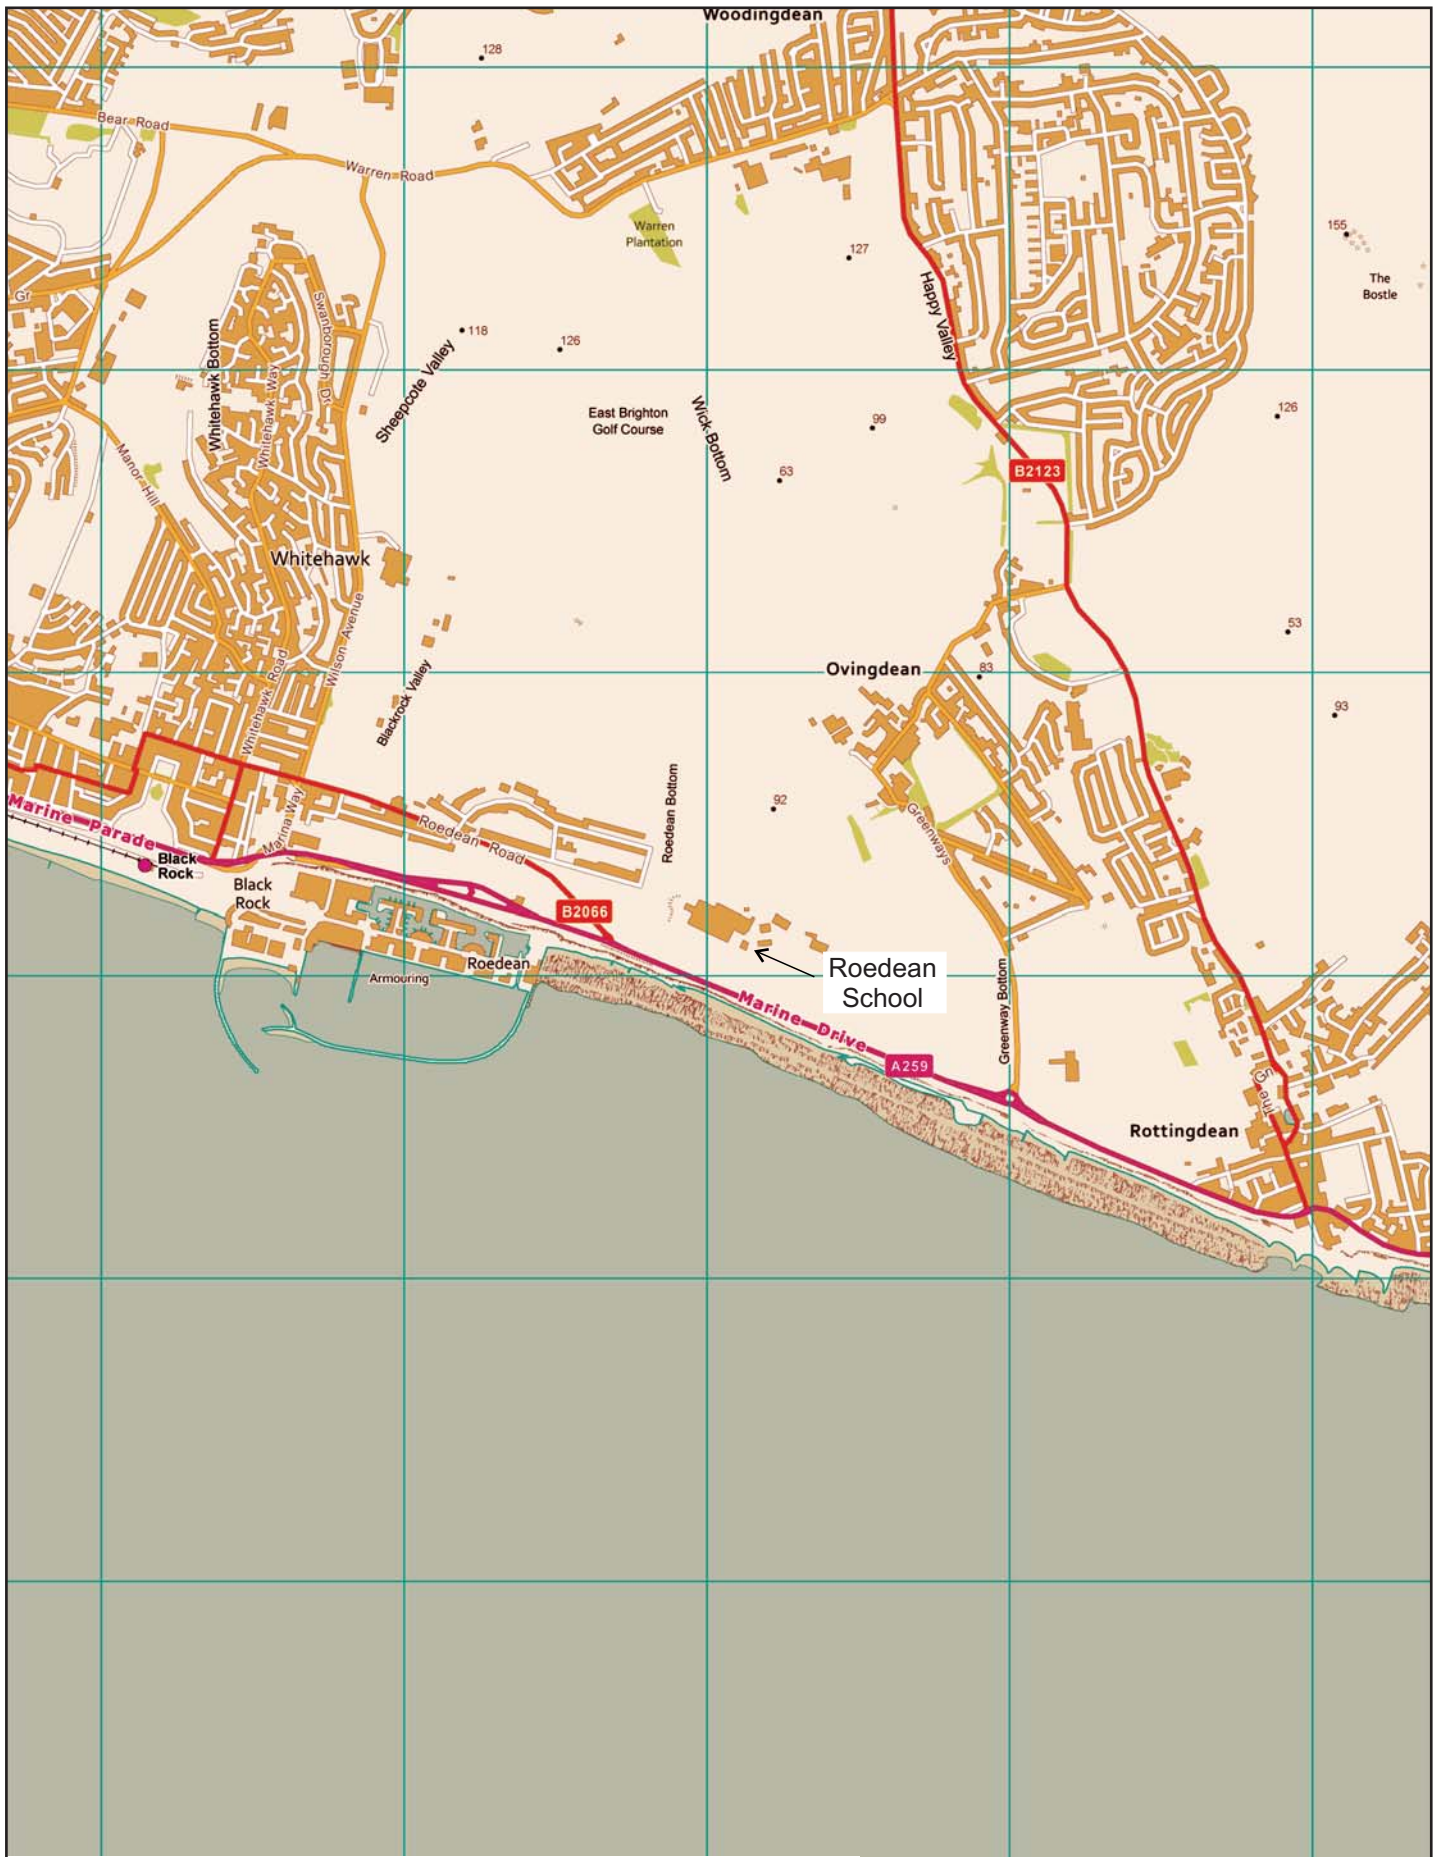 Woodingdean
128
Bear Road
Warren Road
Warren
Plantation
155
127
The
Bostle
Gr
Happy Valley
Swanborough Dr
118
126
Whitehawk Bottom
Sheepcote Valley
Whitehawk Way
East Brighton
Golf Course
Wick Bottom
99
126
Manor Hill
63
B2123
Whitehawk
Wilson Avenue
53
Ovingdean
83
Whitehawk Road
Blackrock Valley
93
Roedean Bottom
92
Marine Parade
Marina Way
Roedean Road
Greenways
Black
Rock
Black
Rock
B2066
Roedean
Armouring
Roedean
School
Greenway Bottom
Marine Drive
A259
The Gn
Rottingdean